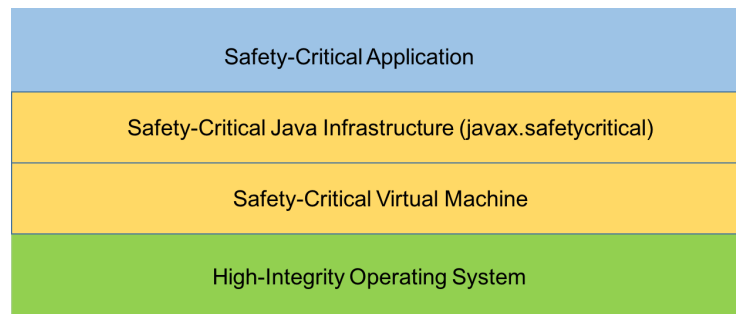 Safety-Critical Application
Safety-Critical Java Infrastructure (javax.safetycritical)
Safety-Critical Virtual Machine
High-Integrity Operating System